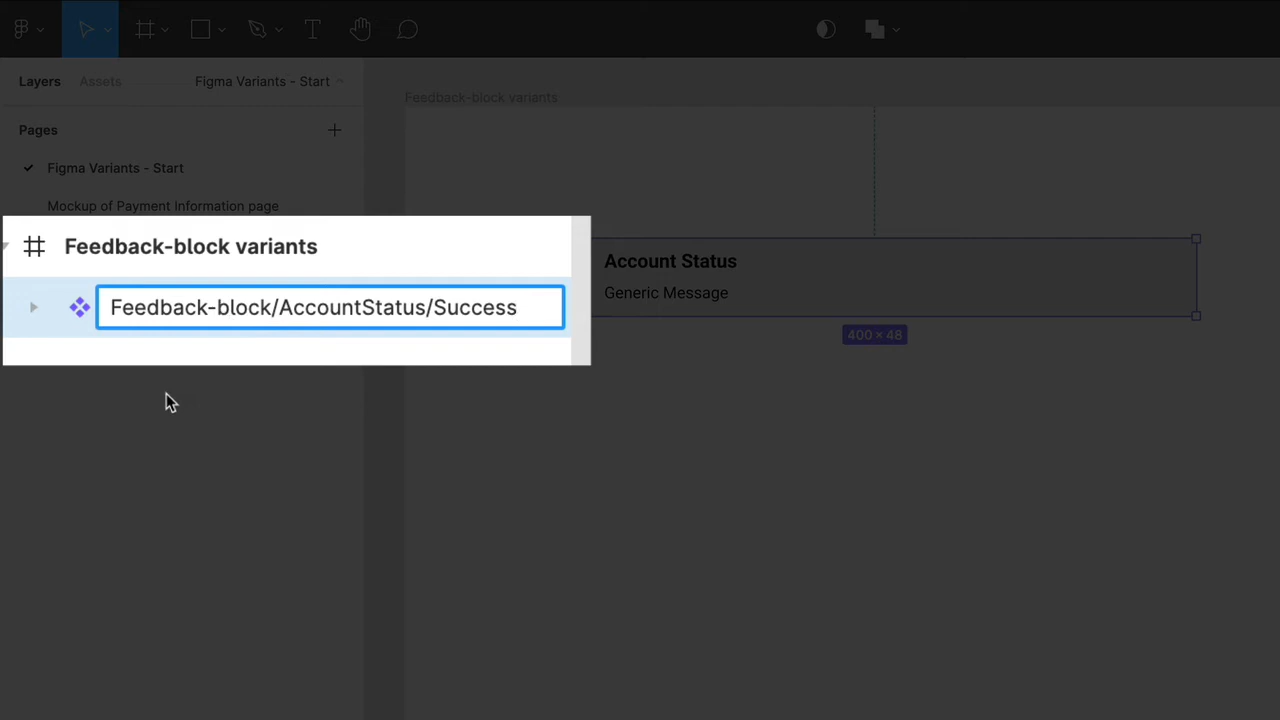 Layers
Assets
Figma Variants - Start
Feedback-block variants
Pages
Figma Variants - Start
Mockup of Payment Information page
Feedback-block variants
Feedback-block/AccountStatus/Success
Account Status
Generic Message
400 × 48